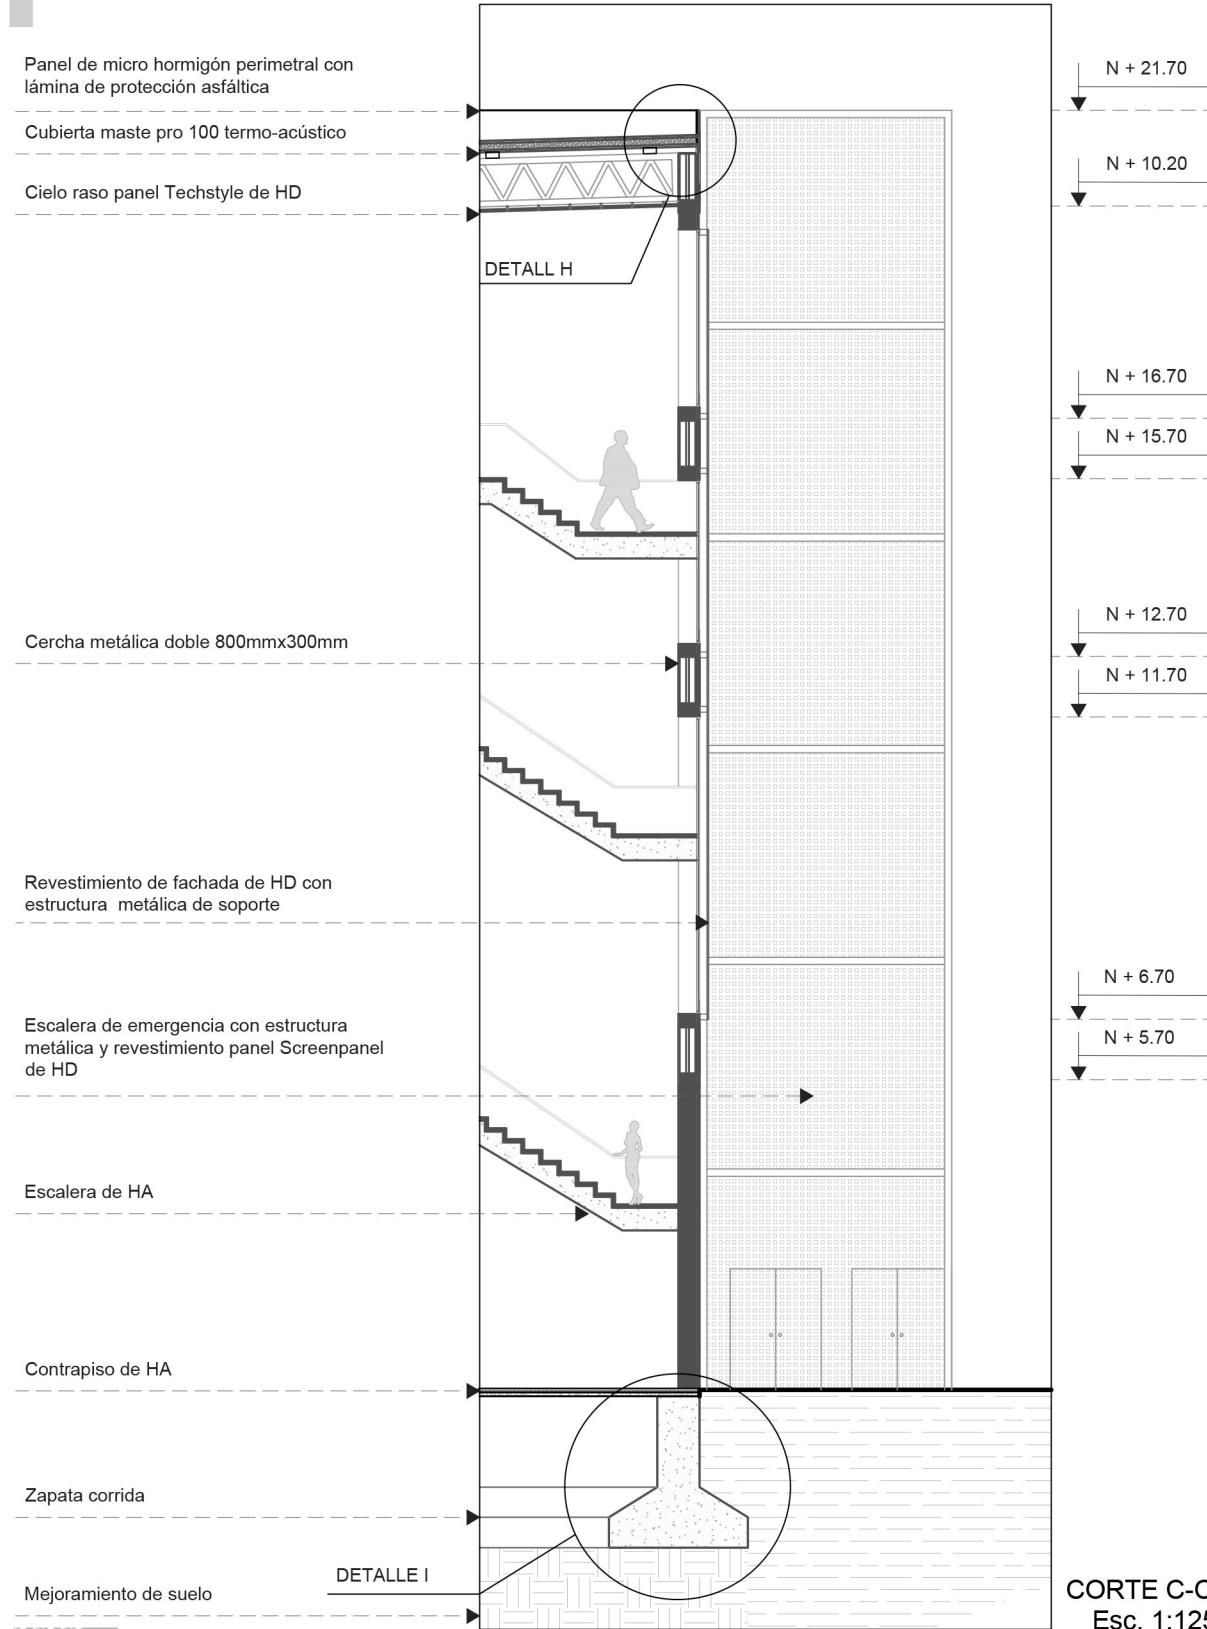 Panel de micro hormigón perimetral con
lámina de protección asfáltica
Cubierta maste pro 100 termo-acústico
Cielo raso panel Techstyle de HD
DETALL H
Cercha metálica doble 800mmx300mm
Revestimiento de fachada de HD con
estructura metálica de soporte
Escalera de emergencia con estructura
metálica y revestimiento panel Screenpanel
de HD
Escalera de HA
Contrapiso de HA
Zapata corrida
DETALLE I
Mejoramiento de suelo
N + 21.70
N + 10.20
N + 16.70
N + 15.70
N + 12.70
N + 11.70
N + 6.70
N + 5.70
CORTE C-C
Esc. 1:125